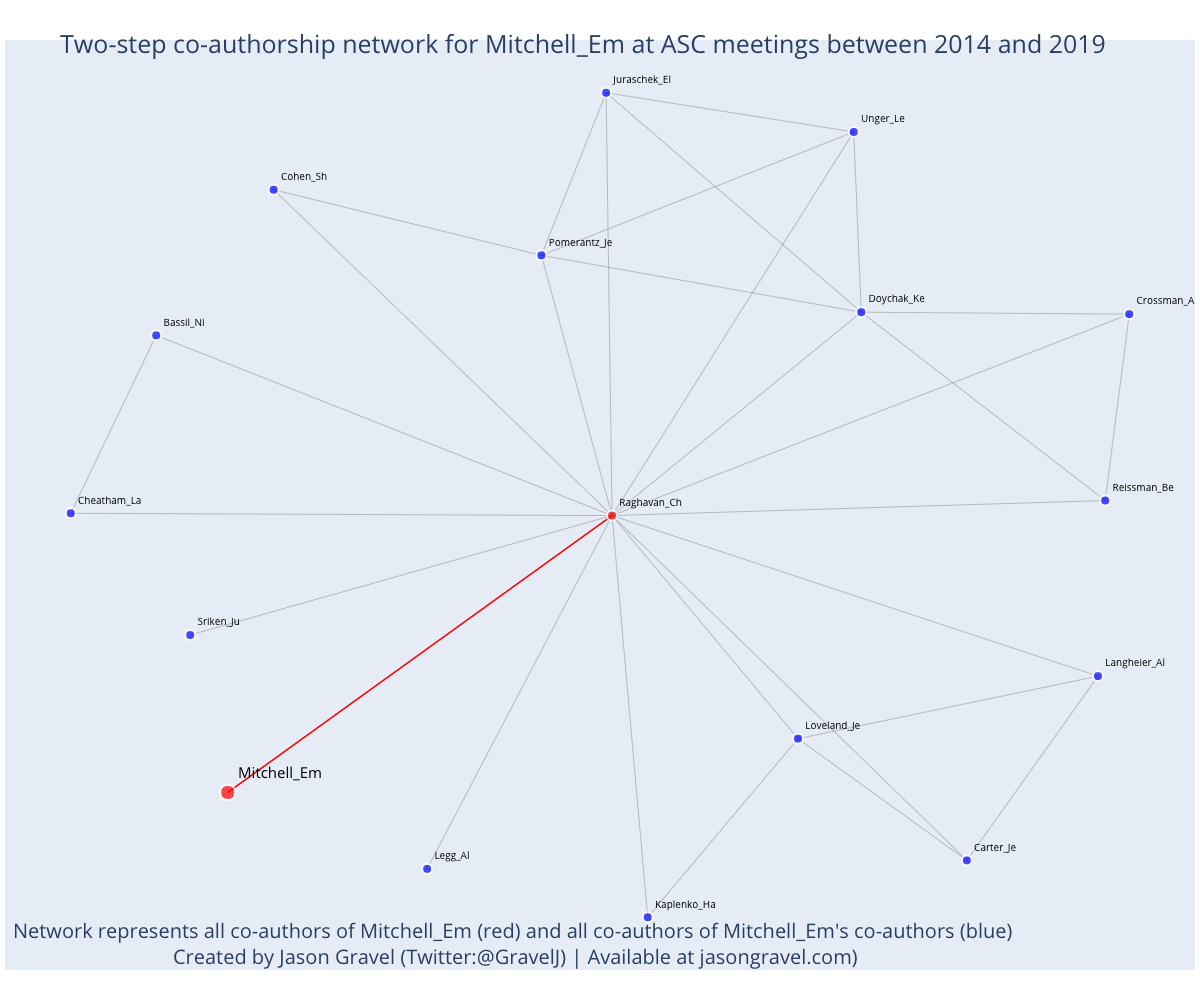 Two-step co-authorship network for Mitchell_Em at ASC meetings between 2014 and 2019
Juraschek_El
Unger_Le
Cohen_Sh
Pomerantz_Je
Doychak_Ke
Crossman_A
Bassil_Ni
Reissman_Be
Cheatham_La
Raghavan_Ch
Sriken_Ju
Langheier_Al
Loveland_Je
Mitchell_Em
Carter_Je
Legg_Al
Kaplenko_Ha
Network represents all co-authors of Mitchell_Em (red) and all co-authors of Mitchell_Em's co-authors (blue)
Created by Jason Gravel (Twitter:@GravelJ) | Available at jasongravel.com)